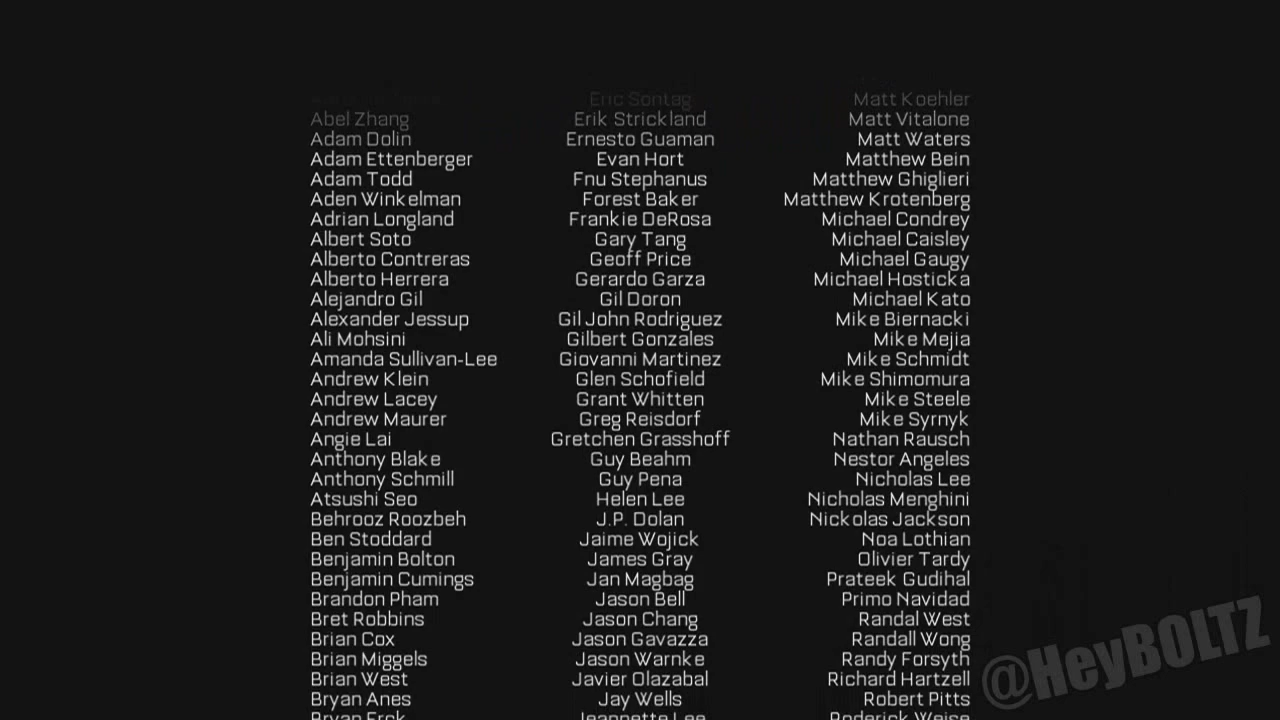 Eric Sontag Matt Koehler
Abel Zhang Erik Strickland Matt Vitalone
Adam Dolin Ernesto Guaman Matt Waters
Adam Ettenberger Evan Hort Matthew Bein
Adam Todd Fnu Stephanus Matthew Ghiglieri
Aden Winkelman Forest Baker Matthew Krotenberg
Adrian Longland Frankie DeRosa Michael Condrey
Albert Soto Gary Tang Michael Caisley
Alberto Contreras Geoff Price Michael Gaugy
Alberto Herrera Gerardo Garza Michael Hosticka
Alejandro Gil Gil Doron Michael Kato
Alexander Jessup Gil John Rodriguez Mike Biernacki
Ali Mohsini Gilbert Gonzales Mike Mejia
Amanda Sullivan-Lee Giovanni Martinez Mike Schmidt
Andrew Klein Glen Schofield Mike Shimomura
Andrew Lacey Grant Whitten Mike Steele
Andrew Maurer Greg Reisdorf Mike Syrnyk
Angie Lai Gretchen Grasshoff Nathan Rausch
Anthony Blake Guy Beahm Nestor Angeles
Anthony Schmill Guy Pena Nicholas Lee
Atsushi Seo Helen Lee Nicholas Menghini
Behrooz Roozbeh J.P. Dolan Nickolas Jackson
Ben Stoddard Jaime Wojick Noa Lothian
Benjamin Bolton James Gray Olivier Tardy
Benjamin Cumings Jan Magbag Prateek Gudihal
Brandon Pham Jason Bell Primo Navidad
Bret Robbins Jason Chang Randal West
Brian Cox Jason Gavazza Randall Wong
Brian Miggels Jason Warnke Randy Forsyth
Brian West Javier Olazabal Richard Hartzell
Bryan Anes Jay Wells Robert Pitts
Bryan Erck Jeannette Lee Roderick Weise
@HeyBOLTZ